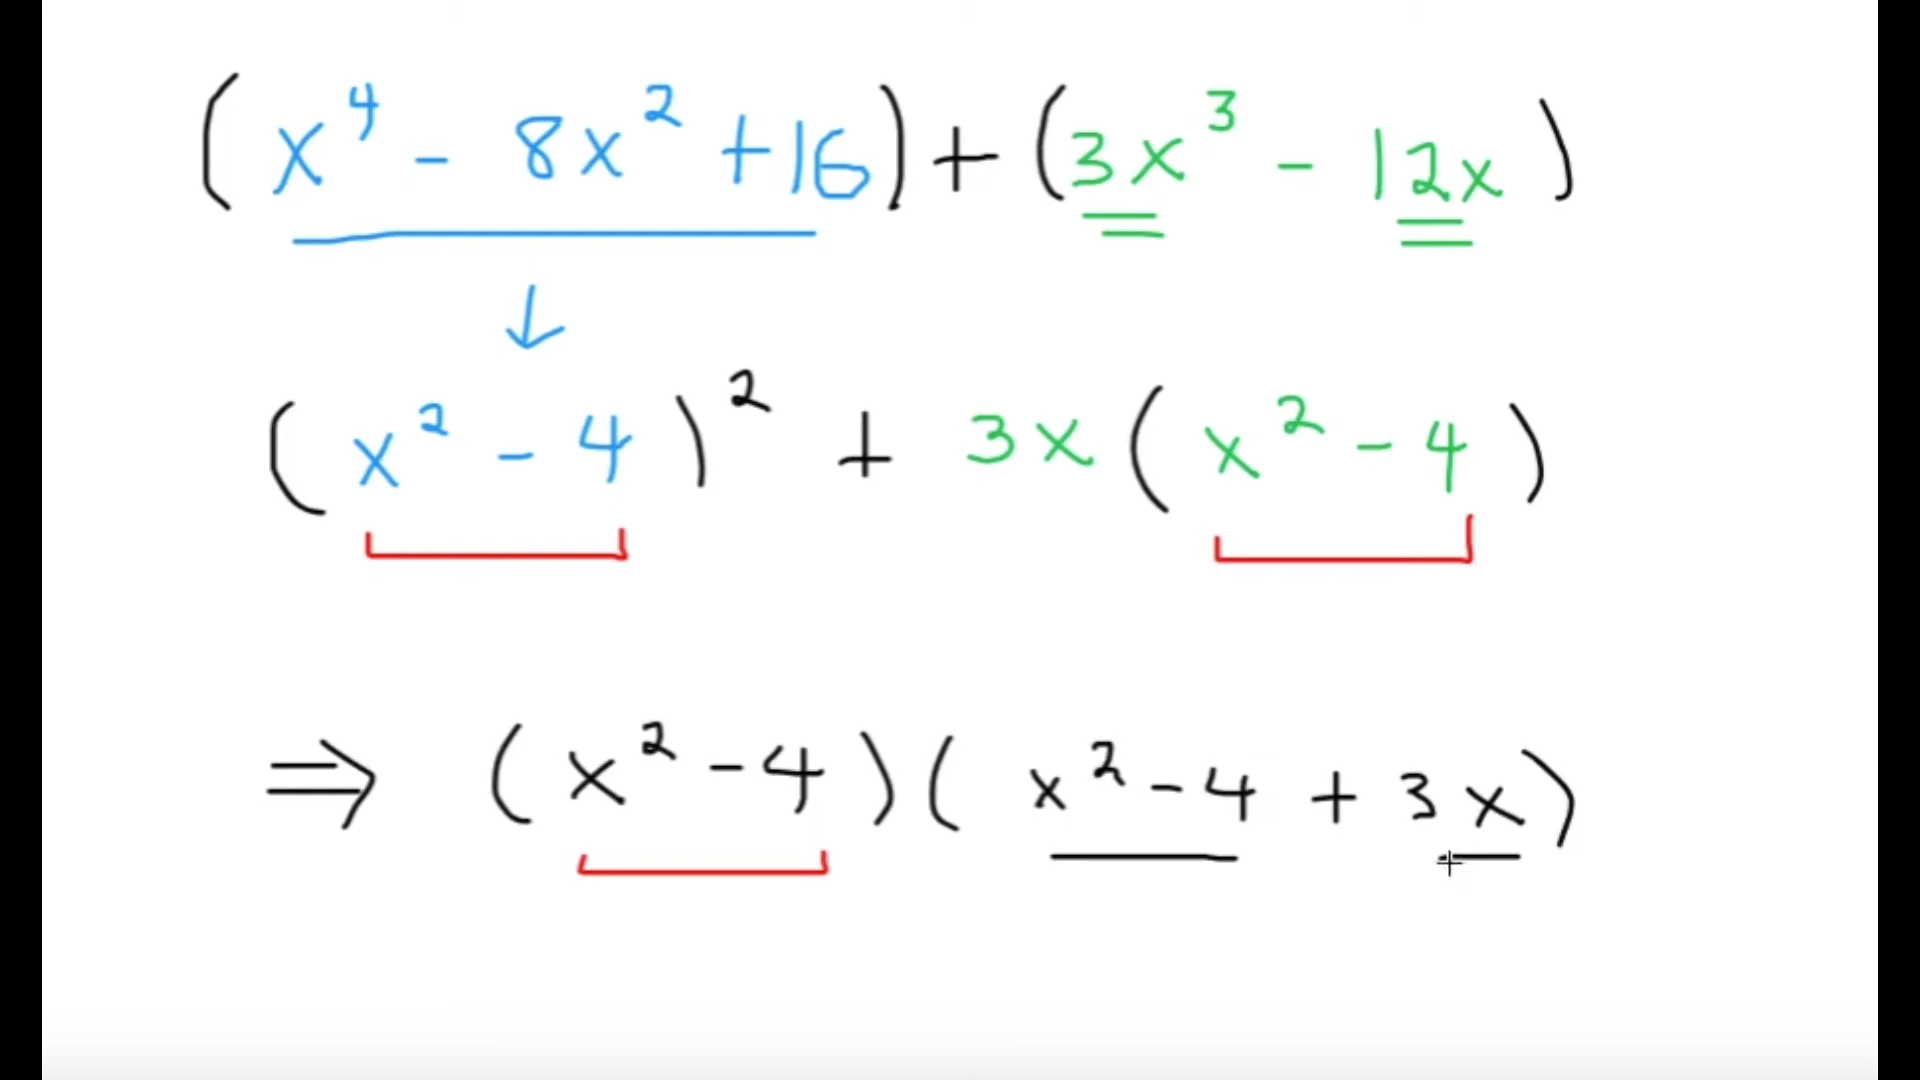 (x⁴ - 8x² + 16) + (3x³ - 12x)
(x² - 4)² + 3x(x² - 4)
⇒ (x² - 4)(x² - 4 + 3x)